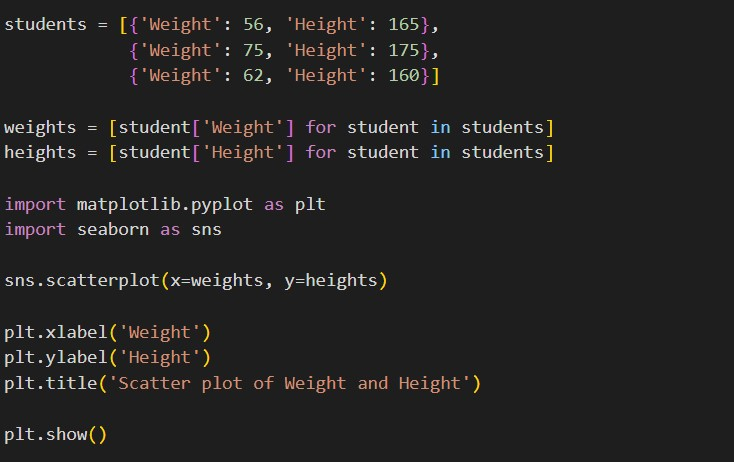 students = [{'Weight': 56, 'Height': 165},
            {'Weight': 75, 'Height': 175},
            {'Weight': 62, 'Height': 160}]

weights = [student['Weight'] for student in students]
heights = [student['Height'] for student in students]

import matplotlib.pyplot as plt
import seaborn as sns

sns.scatterplot(x=weights, y=heights)

plt.xlabel('Weight')
plt.ylabel('Height')
plt.title('Scatter plot of Weight and Height')

plt.show()